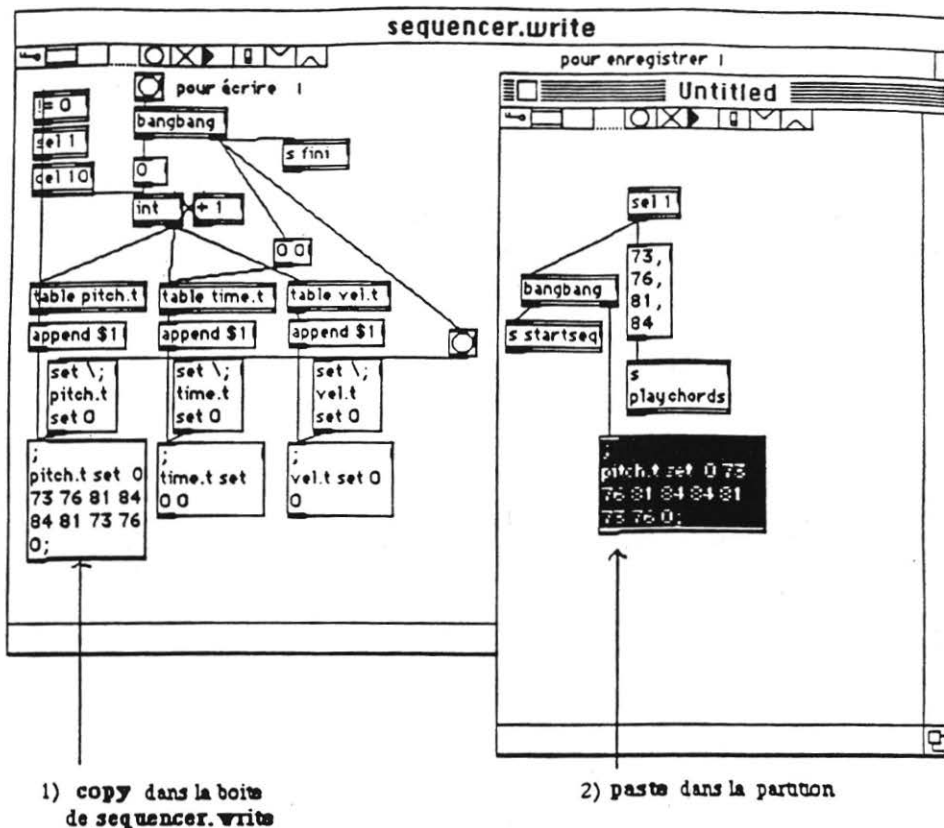 sequencer.write
pour enregistrer 1
Untitled
pour écrire 1
!= 0
sel 1
del 10
bangbang
s fini
0
int
+ 1
0 0
table pitch.t
table time.t
table vel.t
append $1
append $1
append $1
set \;
pitch.t
set 0
set \;
time.t
set 0
set \;
vel.t
set 0
;
pitch.t set 0
73 76 81 84
84 81 73 76
0;
;
time.t set
0 0
;
vel.t set 0
0
sel 1
bangbang
73,
76,
81,
84
s startseq
s
playchords
;
pitch.t set 0 73
76 81 84 84 81
73 76 0;
1) copy dans la boite
de sequencer.write
2) paste dans la partition